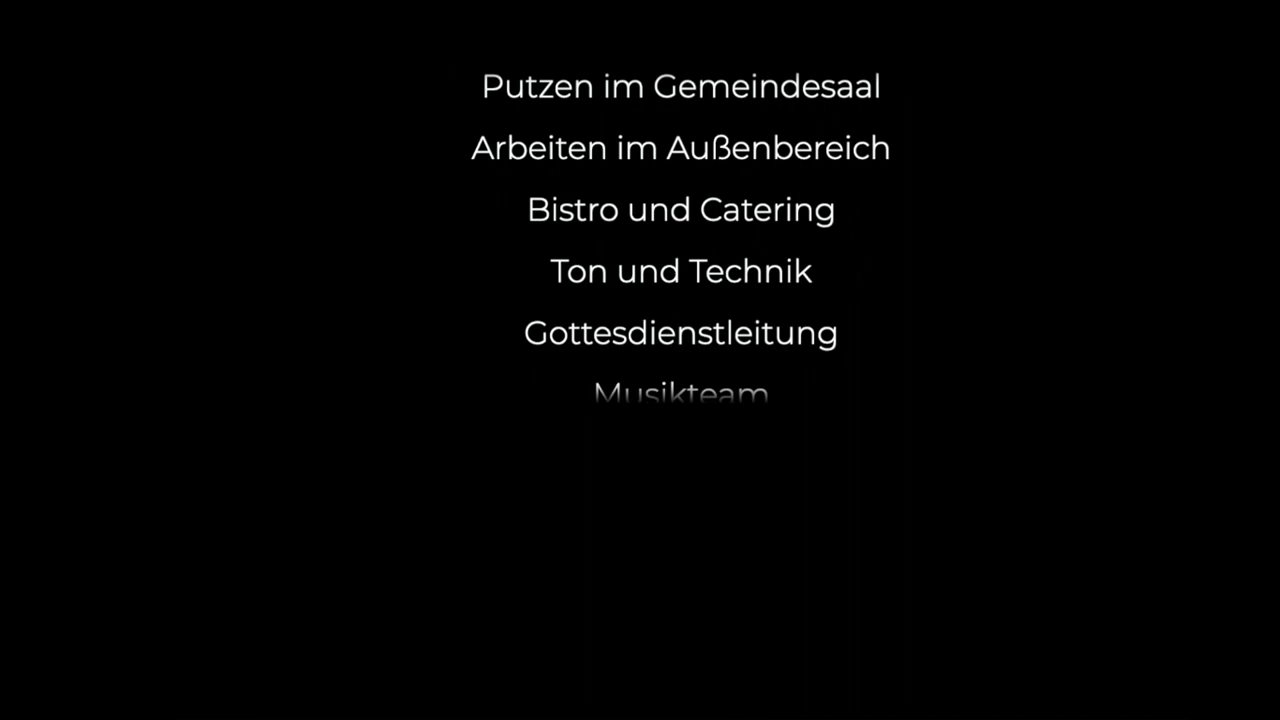 Putzen im Gemeindesaal
Arbeiten im Außenbereich
Bistro und Catering
Ton und Technik
Gottesdienstleitung
Musikteam